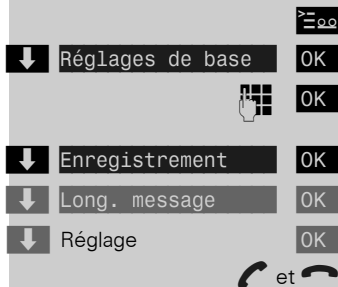 Réglages de base OK
OK
Enregistrement OK
Long. message OK
Réglage OK
et